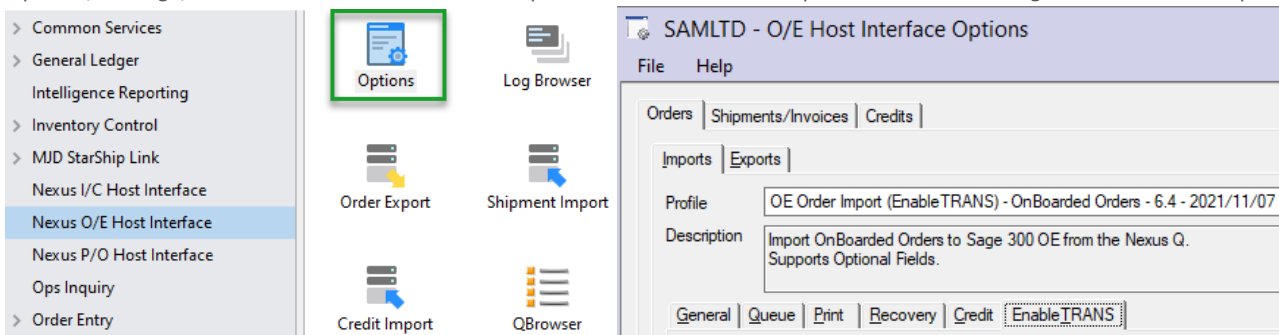 Common Services
General Ledger
Intelligence Reporting
Inventory Control
MJD StarShip Link
Nexus I/C Host Interface
Nexus O/E Host Interface
Nexus P/O Host Interface
Ops Inquiry
Order Entry
Options
Log Browser
Order Export
Shipment Import
Credit Import
QBrowser
SAMLTD - O/E Host Interface Options
File Help
Orders Shipments/Invoices Credits
Imports Exports
Profile OE Order Import (EnableTRANS) - OnBoarded Orders - 6.4 - 2021/11/07
Description Import OnBoarded Orders to Sage 300 OE from the Nexus Q.
Supports Optional Fields.
General Queue Print Recovery Credit EnableTRANS